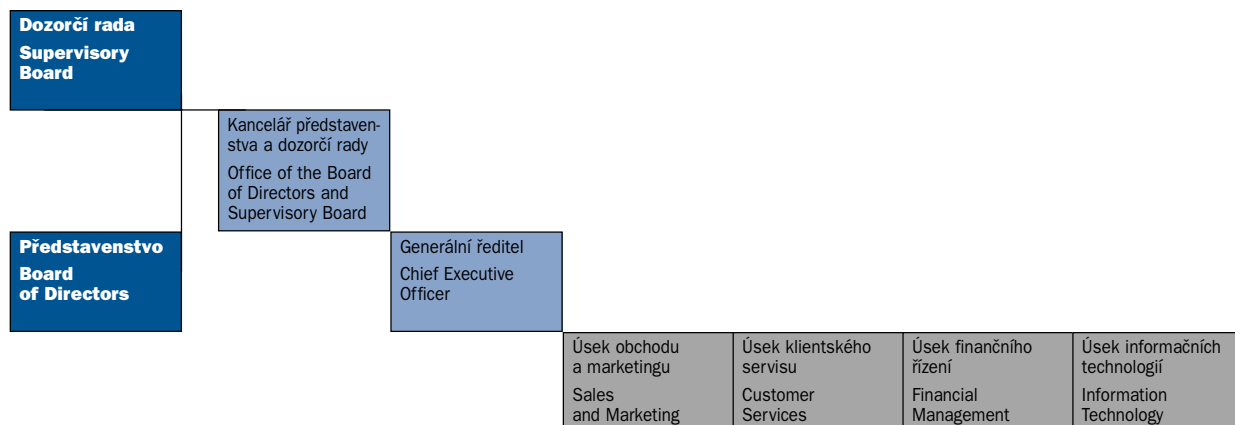 Dozorčí rada
Supervisory
Board
Kancelář představen-
stva a dozorčí rady
Office of the Board
of Directors and
Supervisory Board
Představenstvo
Board
of Directors
Generální ředitel
Chief Executive
Officer
Úsek obchodu
a marketingu
Sales
and Marketing
Úsek klientského
servisu
Customer
Services
Úsek finančního
řízení
Financial
Management
Úsek informačních
technologií
Information
Technology